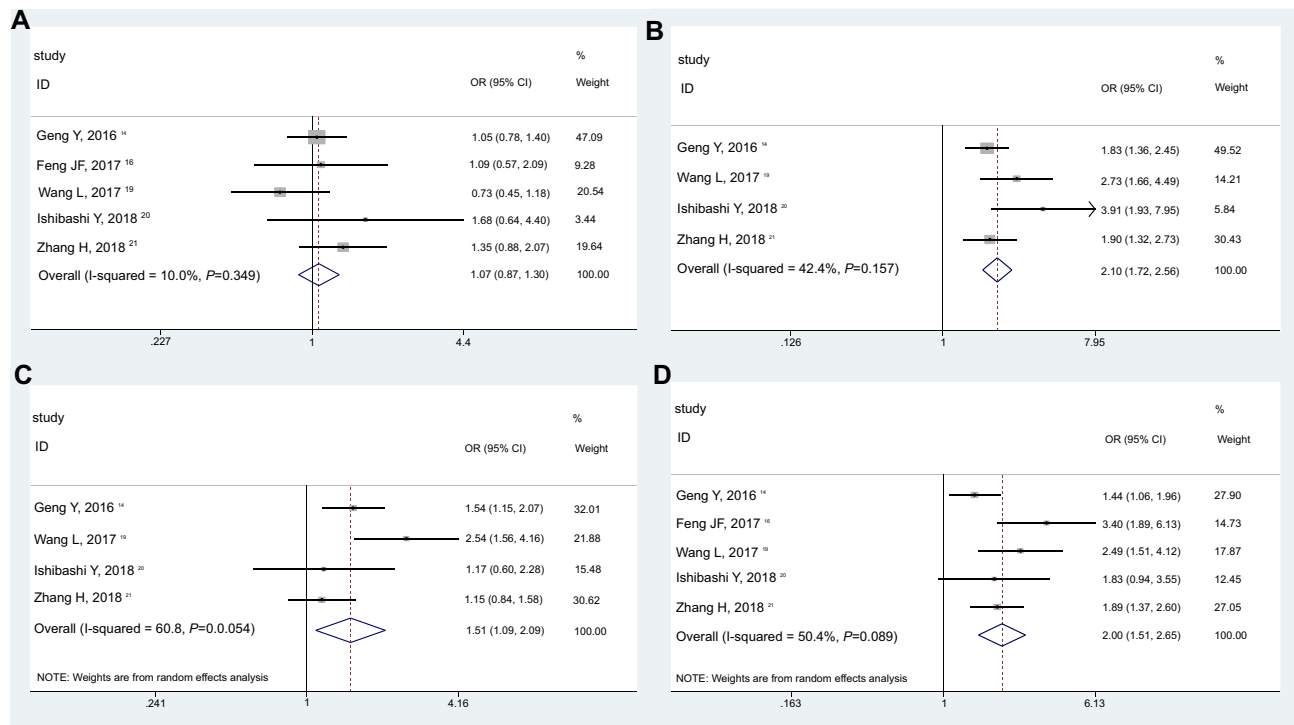 A
study %
ID OR (95% CI) Weight
Geng Y, 2016 14 1.05 (0.78, 1.40) 47.09
Feng JF, 2017 16 1.09 (0.57, 2.09) 9.28
Wang L, 2017 19 0.73 (0.45, 1.18) 20.54
Ishibashi Y, 2018 20 1.68 (0.64, 4.40) 3.44
Zhang H, 2018 21 1.35 (0.88, 2.07) 19.64
Overall (I-squared = 10.0%, P=0.349) 1.07 (0.87, 1.30) 100.00
.227 1 4.4
B
study %
ID OR (95% CI) Weight
Geng Y, 2016 14 1.83 (1.36, 2.45) 49.52
Wang L, 2017 19 2.73 (1.66, 4.49) 14.21
Ishibashi Y, 2018 20 3.91 (1.93, 7.95) 5.84
Zhang H, 2018 21 1.90 (1.32, 2.73) 30.43
Overall (I-squared = 42.4%, P=0.157) 2.10 (1.72, 2.56) 100.00
.126 1 7.95
C
study %
ID OR (95% CI) Weight
Geng Y, 2016 14 1.54 (1.15, 2.07) 32.01
Wang L, 2017 19 2.54 (1.56, 4.16) 21.88
Ishibashi Y, 2018 20 1.17 (0.60, 2.28) 15.48
Zhang H, 2018 21 1.15 (0.84, 1.58) 30.62
Overall (I-squared = 60.8, P=0.0.054) 1.51 (1.09, 2.09) 100.00
NOTE: Weights are from random effects analysis
.241 1 4.16
D
study %
ID OR (95% CI) Weight
Geng Y, 2016 14 1.44 (1.06, 1.96) 27.90
Feng JF, 2017 16 3.40 (1.89, 6.13) 14.73
Wang L, 2017 19 2.49 (1.51, 4.12) 17.87
Ishibashi Y, 2018 20 1.83 (0.94, 3.55) 12.45
Zhang H, 2018 21 1.89 (1.37, 2.60) 27.05
Overall (I-squared = 50.4%, P=0.089) 2.00 (1.51, 2.65) 100.00
NOTE: Weights are from random effects analysis
.163 1 6.13